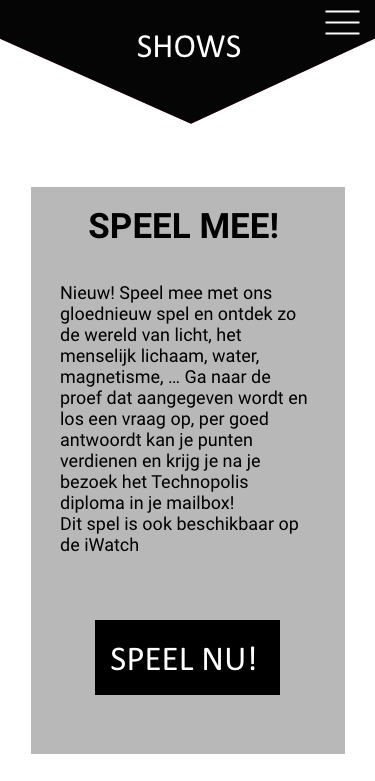 SHOWS
SPEEL MEE!
Nieuw! Speel mee met ons
gloednieuw spel en ontdek zo
de wereld van licht, het
menselijk lichaam, water,
magnetisme, ... Ga naar de
proef dat aangegeven wordt en
los een vraag op, per goed
antwoordt kan je punten
verdienen en krijg je na je
bezoek het Technopolis
diploma in je mailbox!
Dit spel is ook beschikbaar op
de iWatch
SPEEL NU!